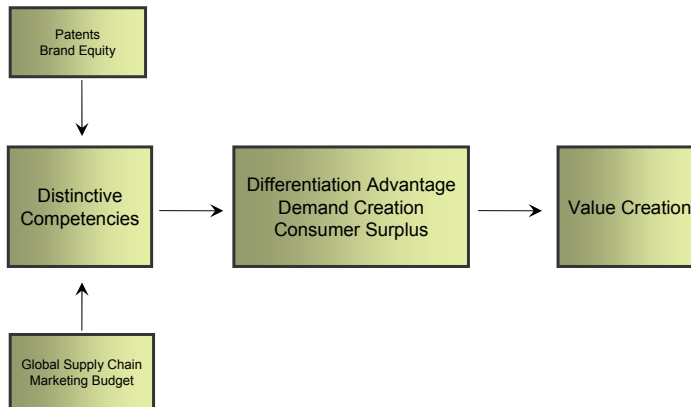 Patents
Brand Equity
Distinctive
Competencies
Differentiation Advantage
Demand Creation
Consumer Surplus
Value Creation
Global Supply Chain
Marketing Budget